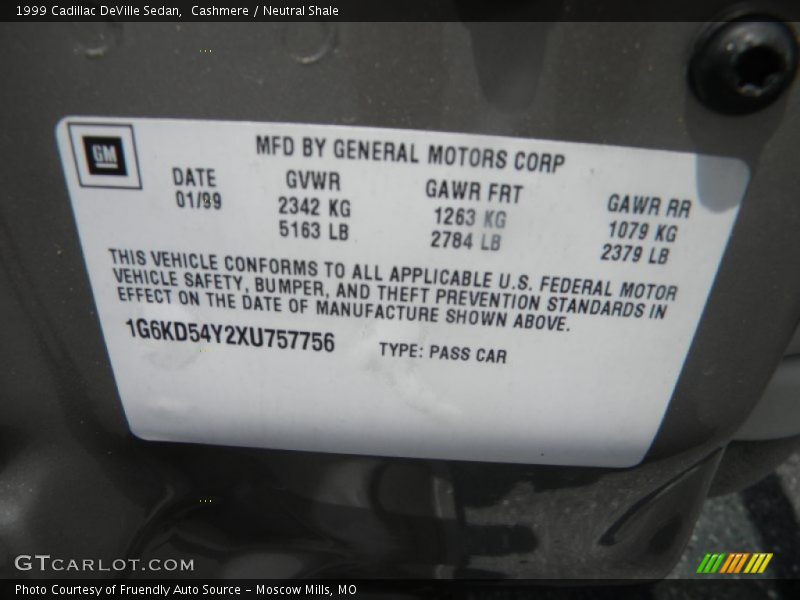 1999 Cadillac DeVille Sedan,  Cashmere / Neutral Shale
GM
MFD BY GENERAL MOTORS CORP
DATE GVWR GAWR FRT GAWR RR
01/99 2342 KG 1263 KG 1079 KG
5163 LB 2784 LB 2379 LB
THIS VEHICLE CONFORMS TO ALL APPLICABLE U.S. FEDERAL MOTOR
VEHICLE SAFETY, BUMPER, AND THEFT PREVENTION STANDARDS IN
EFFECT ON THE DATE OF MANUFACTURE SHOWN ABOVE.
1G6KD54Y2XU757756 TYPE: PASS CAR
GTCARLOT.COM
Photo Courtesy of Fruendly Auto Source – Moscow Mills, MO